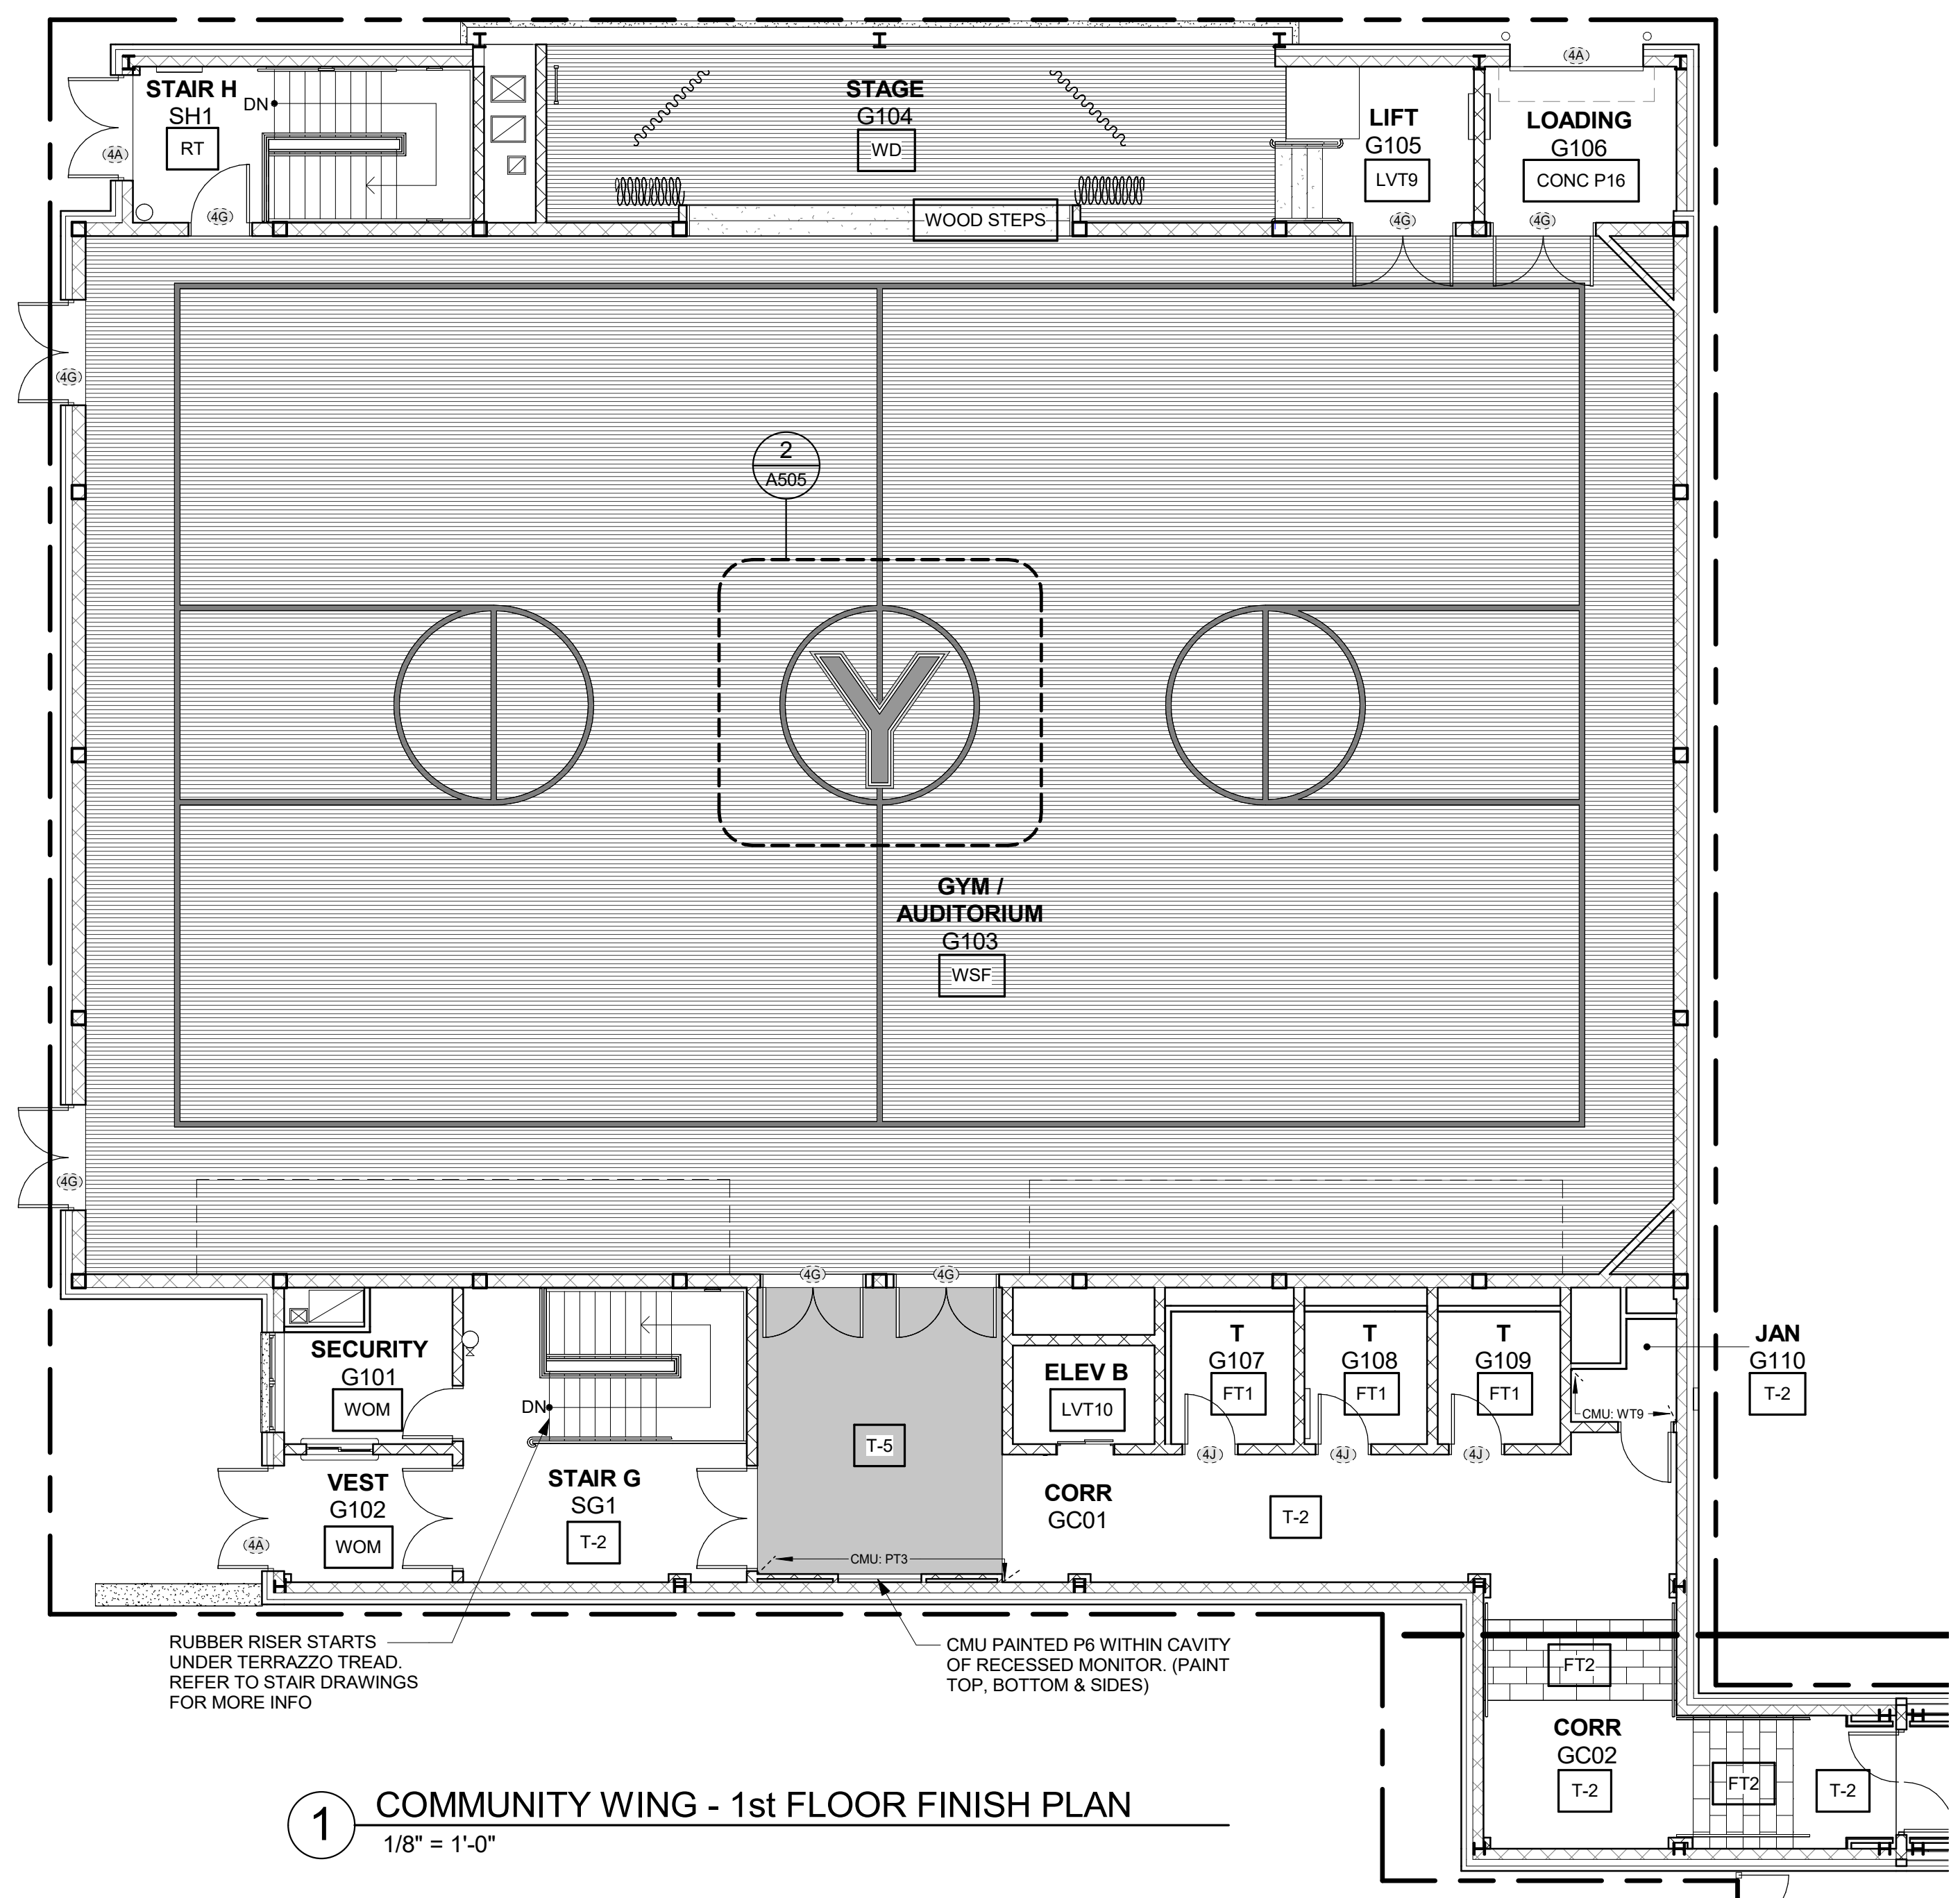 STAIR H
SH1
RT
DN
4A
4G
STAGE
G104
WD
WOOD STEPS
LIFT
G105
LVT9
4G
4A
LOADING
G106
CONC P16
4G
4G
2
A505
Y
GYM /
AUDITORIUM
G103
WSF
4G
4G
4G
SECURITY
G101
WOM
VEST
G102
WOM
4A
DN
STAIR G
SG1
T-2
T-5
CMU: PT3
ELEV B
LVT10
T
G107
FT1
4J
T
G108
FT1
4J
T
G109
FT1
4J
CMU: WT9
JAN
G110
T-2
CORR
GC01
T-2
RUBBER RISER STARTS
UNDER TERRAZZO TREAD.
REFER TO STAIR DRAWINGS
FOR MORE INFO
CMU PAINTED P6 WITHIN CAVITY
OF RECESSED MONITOR. (PAINT
TOP, BOTTOM & SIDES)
FT2
CORR
GC02
T-2
FT2
T-2
1
COMMUNITY WING - 1st FLOOR FINISH PLAN
1/8" = 1'-0"